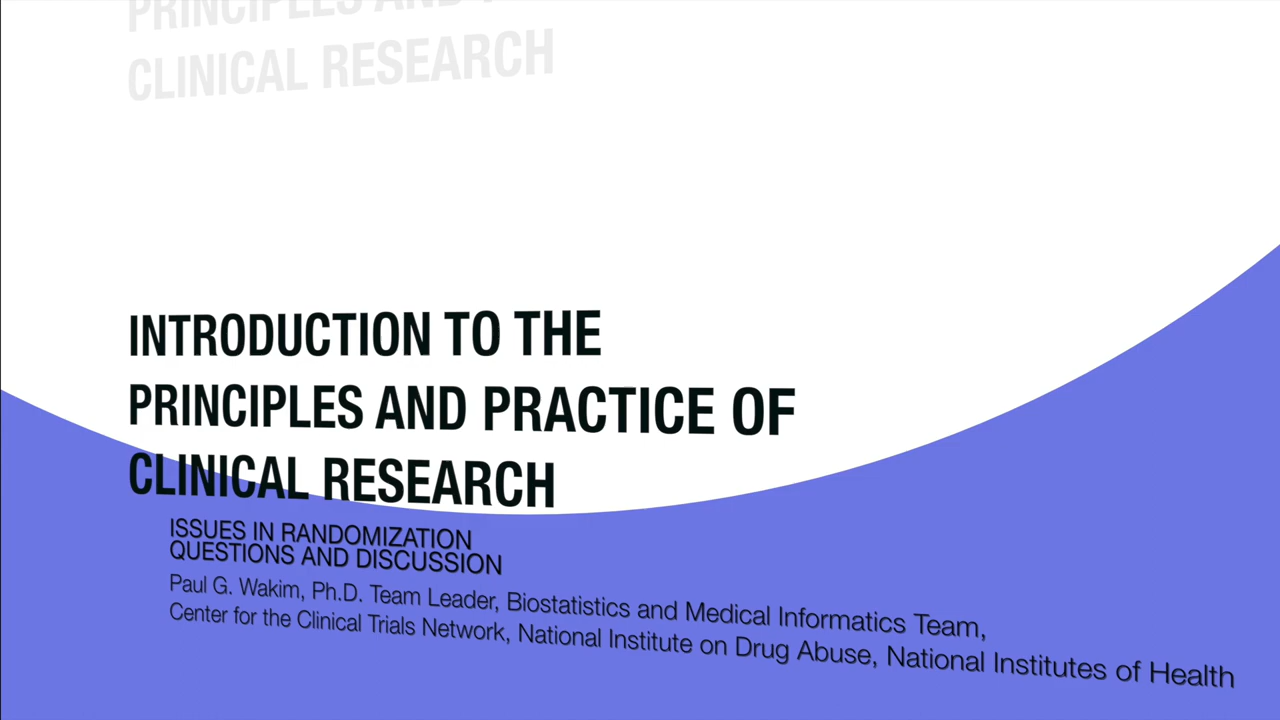 PRINCIPLES AND
CLINICAL RESEARCH
INTRODUCTION TO THE
PRINCIPLES AND PRACTICE OF
CLINICAL RESEARCH
ISSUES IN RANDOMIZATION
QUESTIONS AND DISCUSSION
Paul G. Wakim, Ph.D. Team Leader, Biostatistics and Medical Informatics Team,
Center for the Clinical Trials Network, National Institute on Drug Abuse, National Institutes of Health